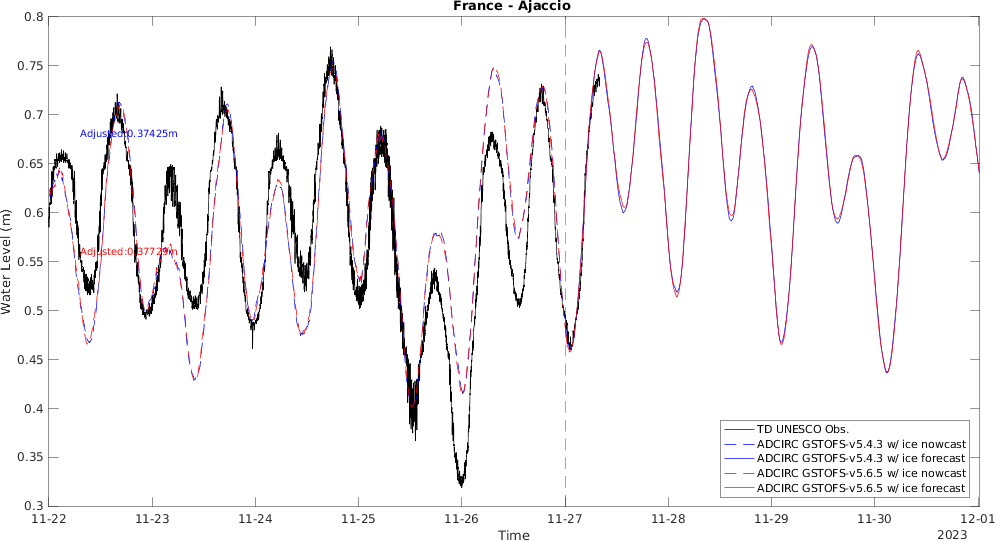 France - Ajaccio
0.8
0.75
0.7
0.65
0.6
0.55
0.5
0.45
0.4
0.35
0.3
Water Level (m)
Adjusted:0.37425m
Adjusted:0.37729m
TD UNESCO Obs.
ADCIRC GSTOFS-v5.4.3 w/ ice nowcast
ADCIRC GSTOFS-v5.4.3 w/ ice forecast
ADCIRC GSTOFS-v5.6.5 w/ ice nowcast
ADCIRC GSTOFS-v5.6.5 w/ ice forecast
11-22 11-23 11-24 11-25 11-26 11-27 11-28 11-29 11-30 12-01
Time
2023